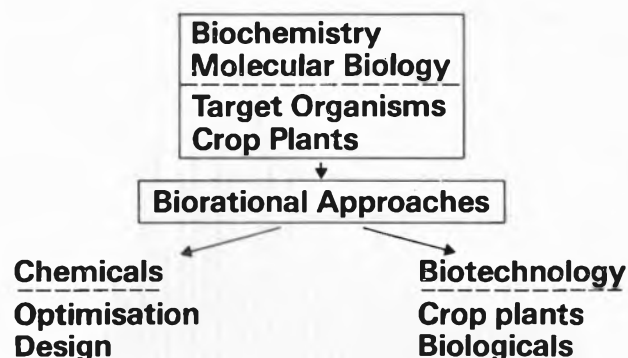 Biochemistry
Molecular Biology
Target Organisms
Crop Plants
Biorational Approaches
Chemicals
Optimisation
Design
Biotechnology
Crop plants
Biologicals